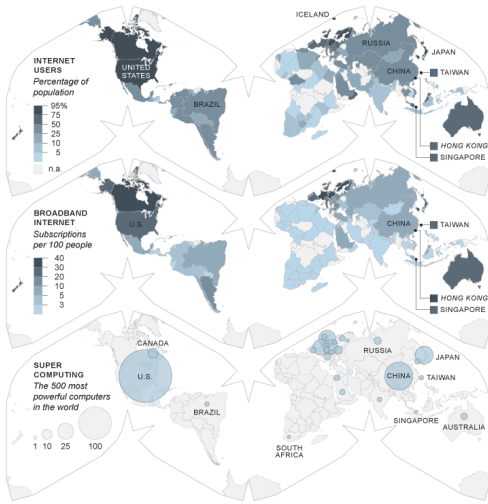 ICELAND
INTERNET
USERS
Percentage of
population
95%
75
50
25
10
5
n.a.
UNITED
STATES
BRAZIL
RUSSIA
JAPAN
CHINA
TAIWAN
HONG KONG
SINGAPORE
BROADBAND
INTERNET
Subscriptions
per 100 people
40
30
20
10
5
3
U.S.
CHINA
TAIWAN
HONG KONG
SINGAPORE
SUPER
COMPUTING
The 500 most
powerful computers
in the world
1 10 25 100
CANADA
U.S.
BRAZIL
RUSSIA
JAPAN
CHINA
TAIWAN
SINGAPORE
AUSTRALIA
SOUTH
AFRICA